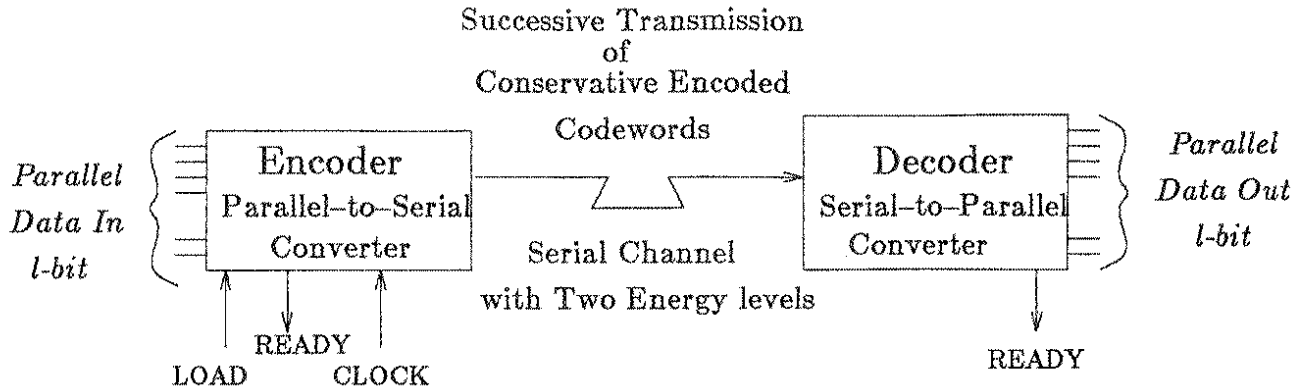 Successive Transmission
of
Conservative Encoded
Codewords
Parallel
Data In
l-bit
Encoder
Parallel–to–Serial
Converter
Decoder
Serial–to–Parallel
Converter
Parallel
Data Out
l-bit
Serial Channel
with Two Energy levels
READY
LOAD
CLOCK
READY